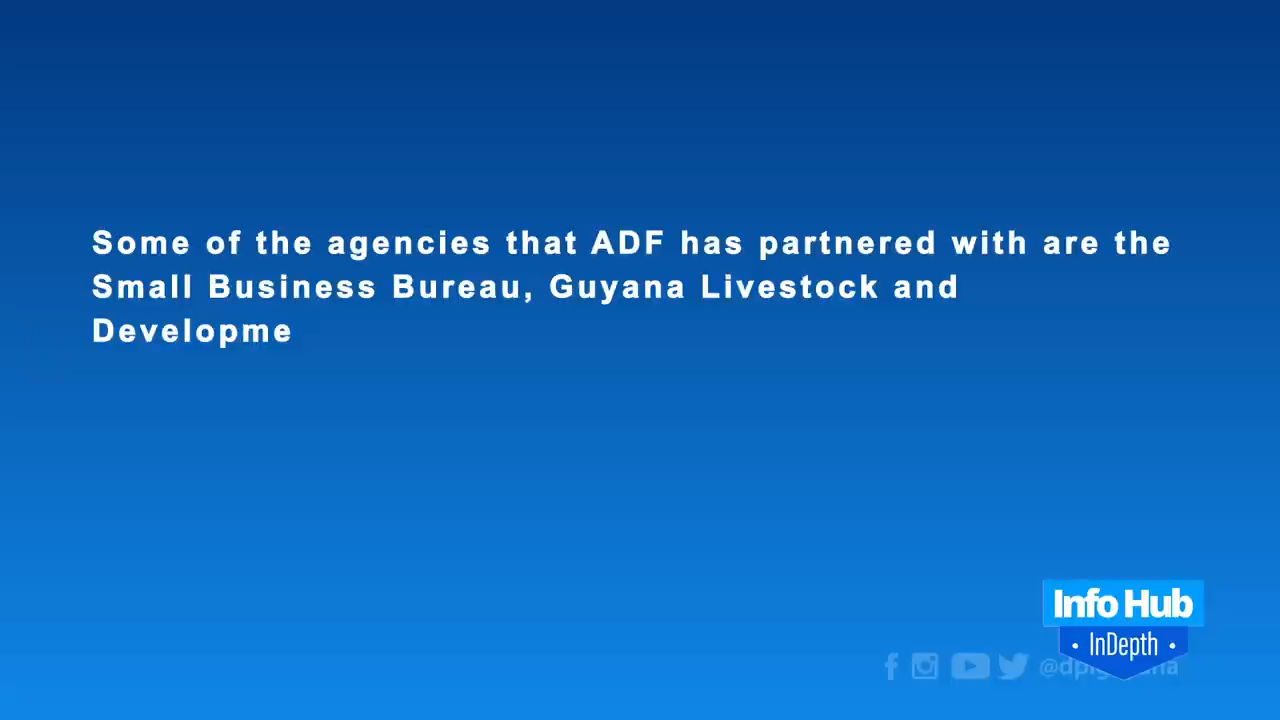 Some of the agencies that ADF has partnered with are the
Small Business Bureau, Guyana Livestock and
Developme
Info Hub
• InDepth •